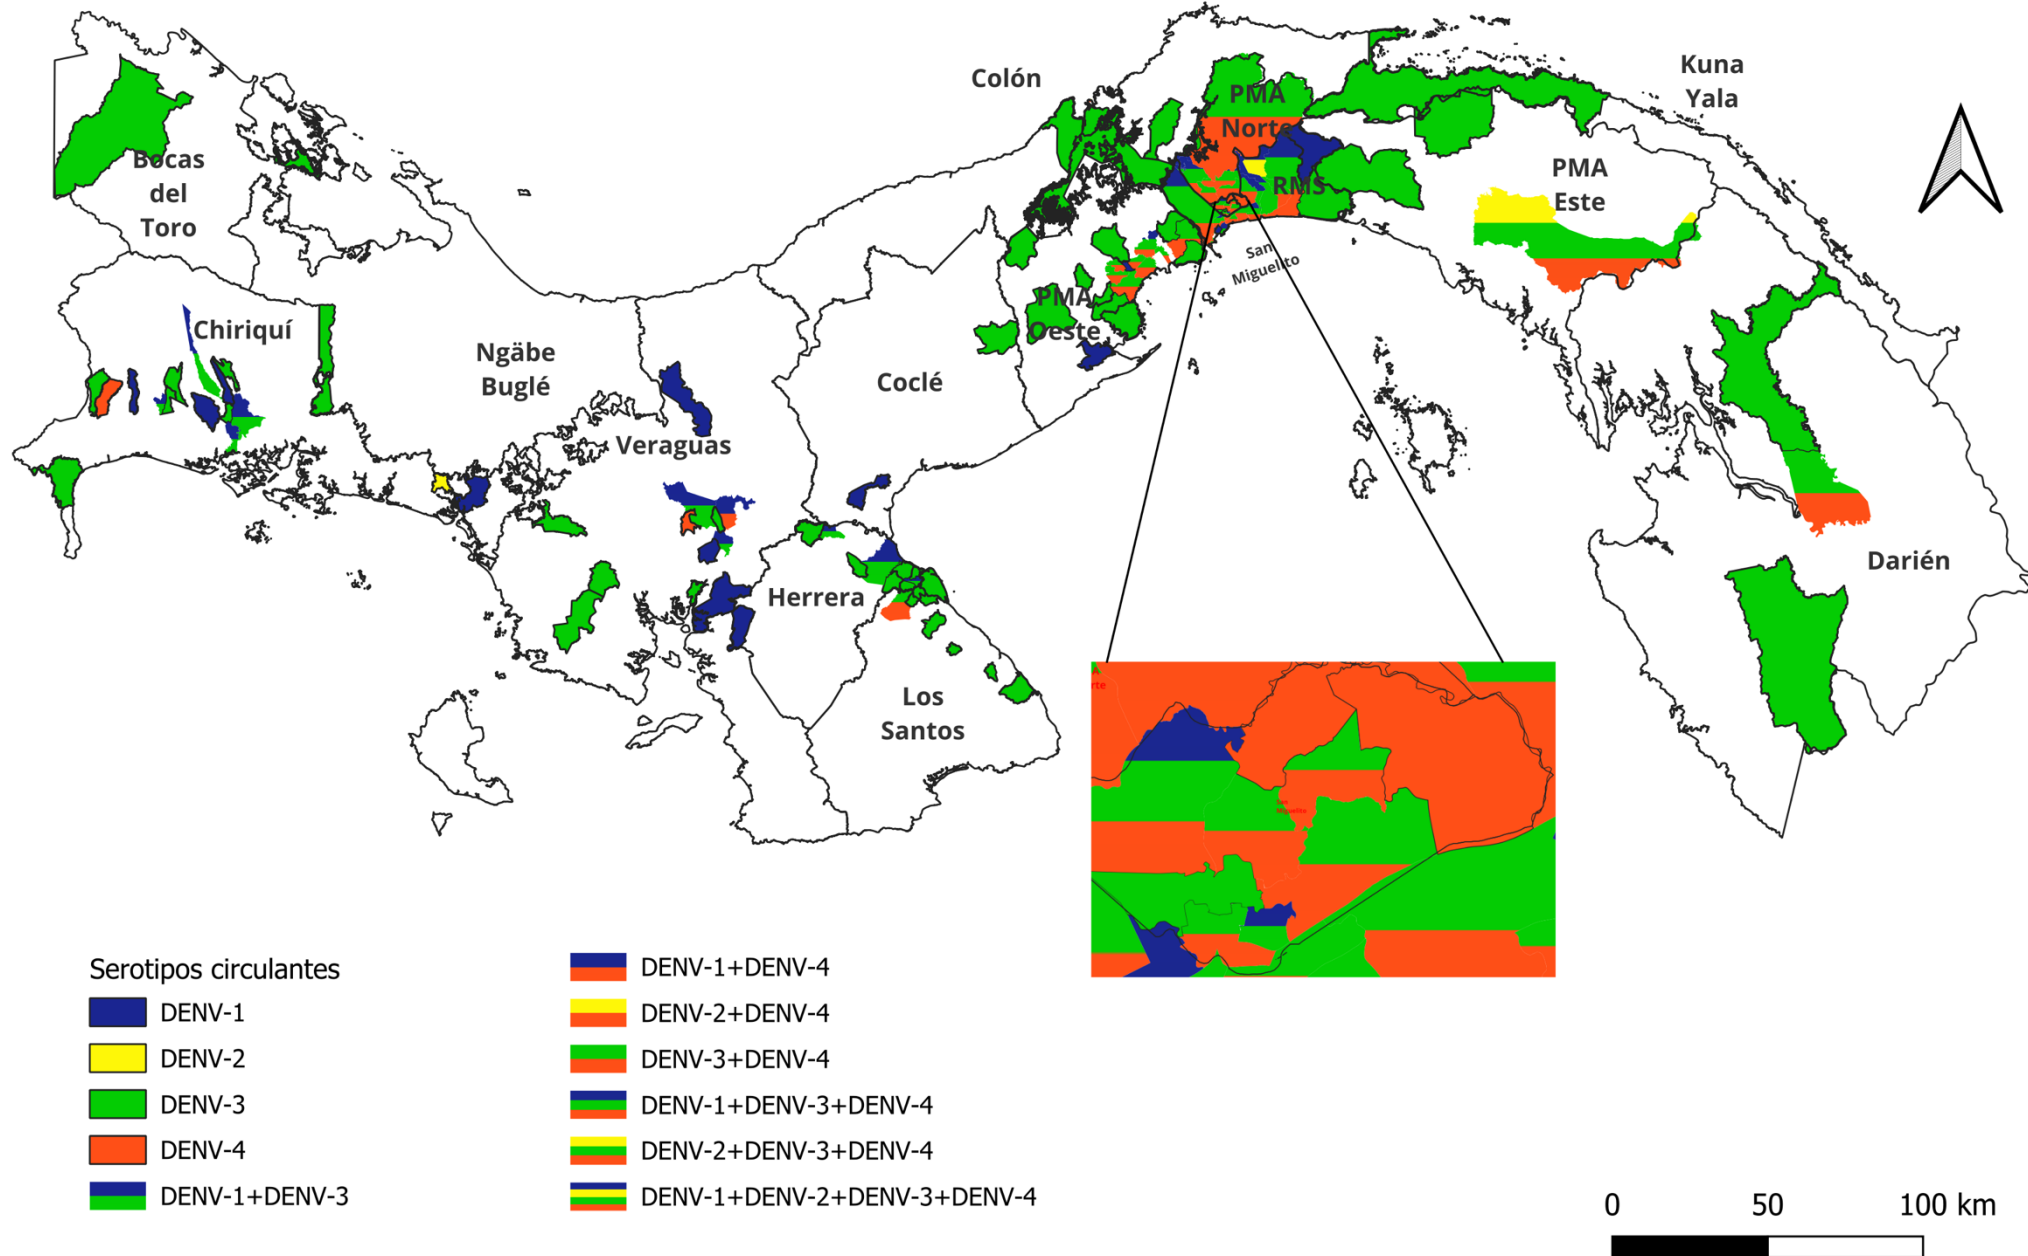 Colón
Kuna
Yala
PMA
Norte
Bocas
del
Toro
PMA
Este
RMS
San
Miguelito
Chiriquí
PMA
Oeste
Ngäbe
Buglé
Coclé
Veraguas
Darién
Herrera
Los
Santos
A
rte
San
Miguelito
Serotipos circulantes
DENV-1
DENV-2
DENV-3
DENV-4
DENV-1+DENV-3
DENV-1+DENV-4
DENV-2+DENV-4
DENV-3+DENV-4
DENV-1+DENV-3+DENV-4
DENV-2+DENV-3+DENV-4
DENV-1+DENV-2+DENV-3+DENV-4
0 50 100 km